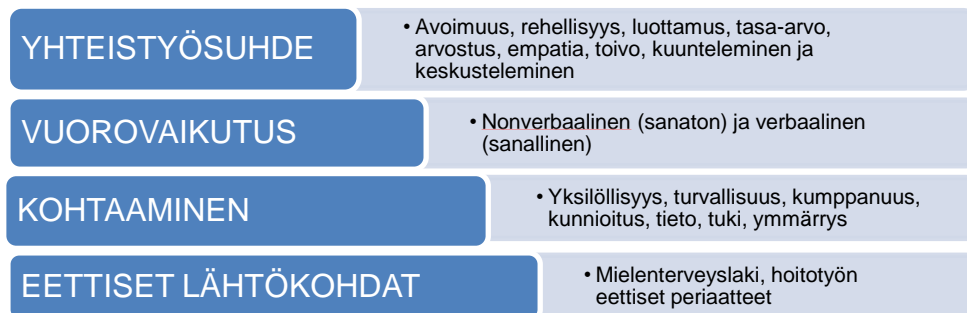 YHTEISTYÖSUHDE
• Avoimuus, rehellisyys, luottamus, tasa-arvo,
arvostus, empatia, toivo, kuunteleminen ja
keskusteleminen
VUOROVAIKUTUS
• Nonverbaalinen (sanaton) ja verbaalinen
(sanallinen)
KOHTAAMINEN
• Yksilöllisyys, turvallisuus, kumppanuus,
kunnioitus, tieto, tuki, ymmärrys
EETTISET LÄHTÖKOHDAT
• Mielenterveyslaki, hoitotyön
eettiset periaatteet